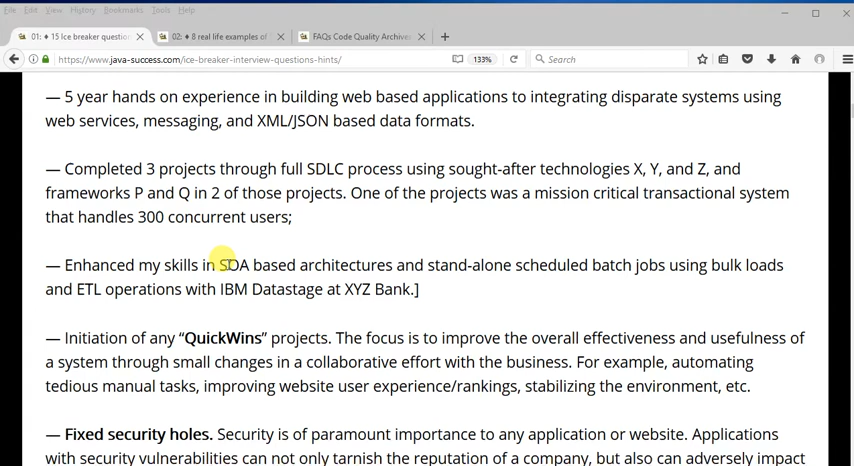 File Edit View History Bookmarks Tools Help
01: ♦ 15 Ice breaker question
02: ♦ 8 real life examples of
FAQs Code Quality Archives
https://www.java-success.com/ice-breaker-interview-questions-hints/
133%
Search
— 5 year hands on experience in building web based applications to integrating disparate systems using
web services, messaging, and XML/JSON based data formats.
— Completed 3 projects through full SDLC process using sought-after technologies X, Y, and Z, and
frameworks P and Q in 2 of those projects. One of the projects was a mission critical transactional system
that handles 300 concurrent users;
— Enhanced my skills in SOA based architectures and stand-alone scheduled batch jobs using bulk loads
and ETL operations with IBM Datastage at XYZ Bank.]
— Initiation of any “QuickWins” projects. The focus is to improve the overall effectiveness and usefulness of
a system through small changes in a collaborative effort with the business. For example, automating
tedious manual tasks, improving website user experience/rankings, stabilizing the environment, etc.
— Fixed security holes. Security is of paramount importance to any application or website. Applications
with security vulnerabilities can not only tarnish the reputation of a company, but also can adversely impact